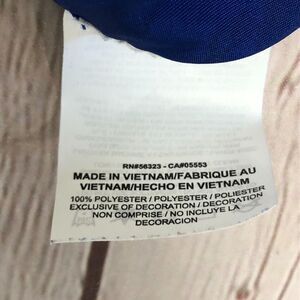 RN#56323 - CA#05553
MADE IN VIETNAM/FABRIQUE AU
VIETNAM/HECHO EN VIETNAM
100% POLYESTER / POLYESTER / POLIESTER
EXCLUSIVE OF DECORATION / DECORATION
NON COMPRISE / NO INCLUYE LA
DECORACION